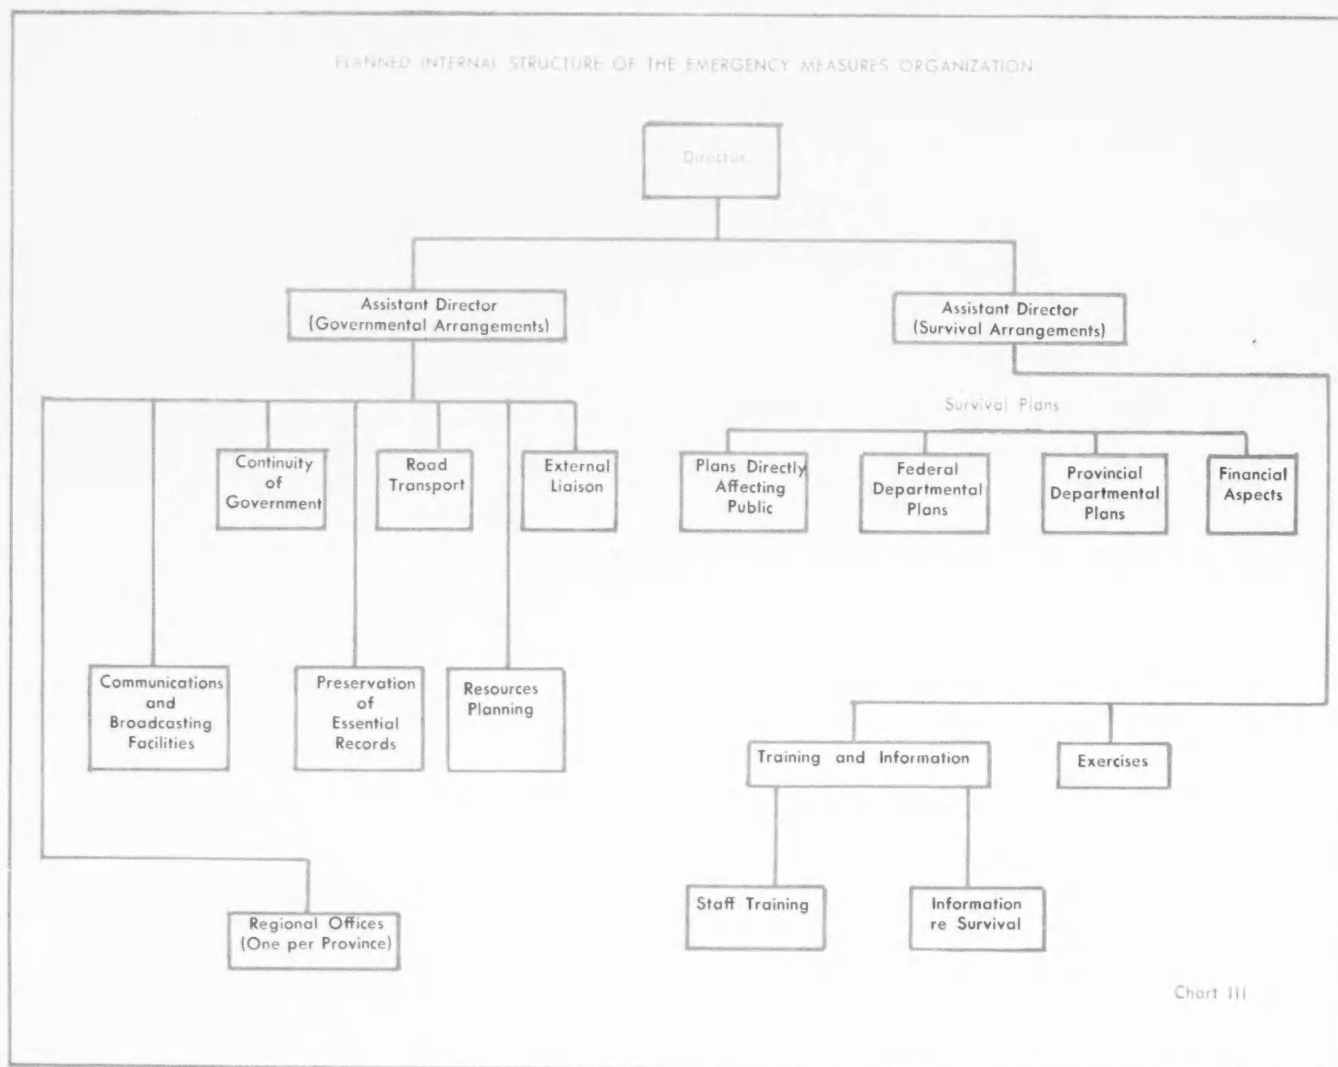 PLANNED INTERNAL STRUCTURE OF THE EMERGENCY MEASURES ORGANIZATION
Director
Assistant Director
(Governmental Arrangements)
Assistant Director
(Survival Arrangements)
Survival Plans
Continuity
of
Government
Road
Transport
External
Liaison
Plans Directly
Affecting
Public
Federal
Departmental
Plans
Provincial
Departmental
Plans
Financial
Aspects
Communications
and
Broadcasting
Facilities
Preservation
of
Essential
Records
Resources
Planning
Training and Information
Exercises
Staff Training
Information
re Survival
Regional Offices
(One per Province)
Chart III